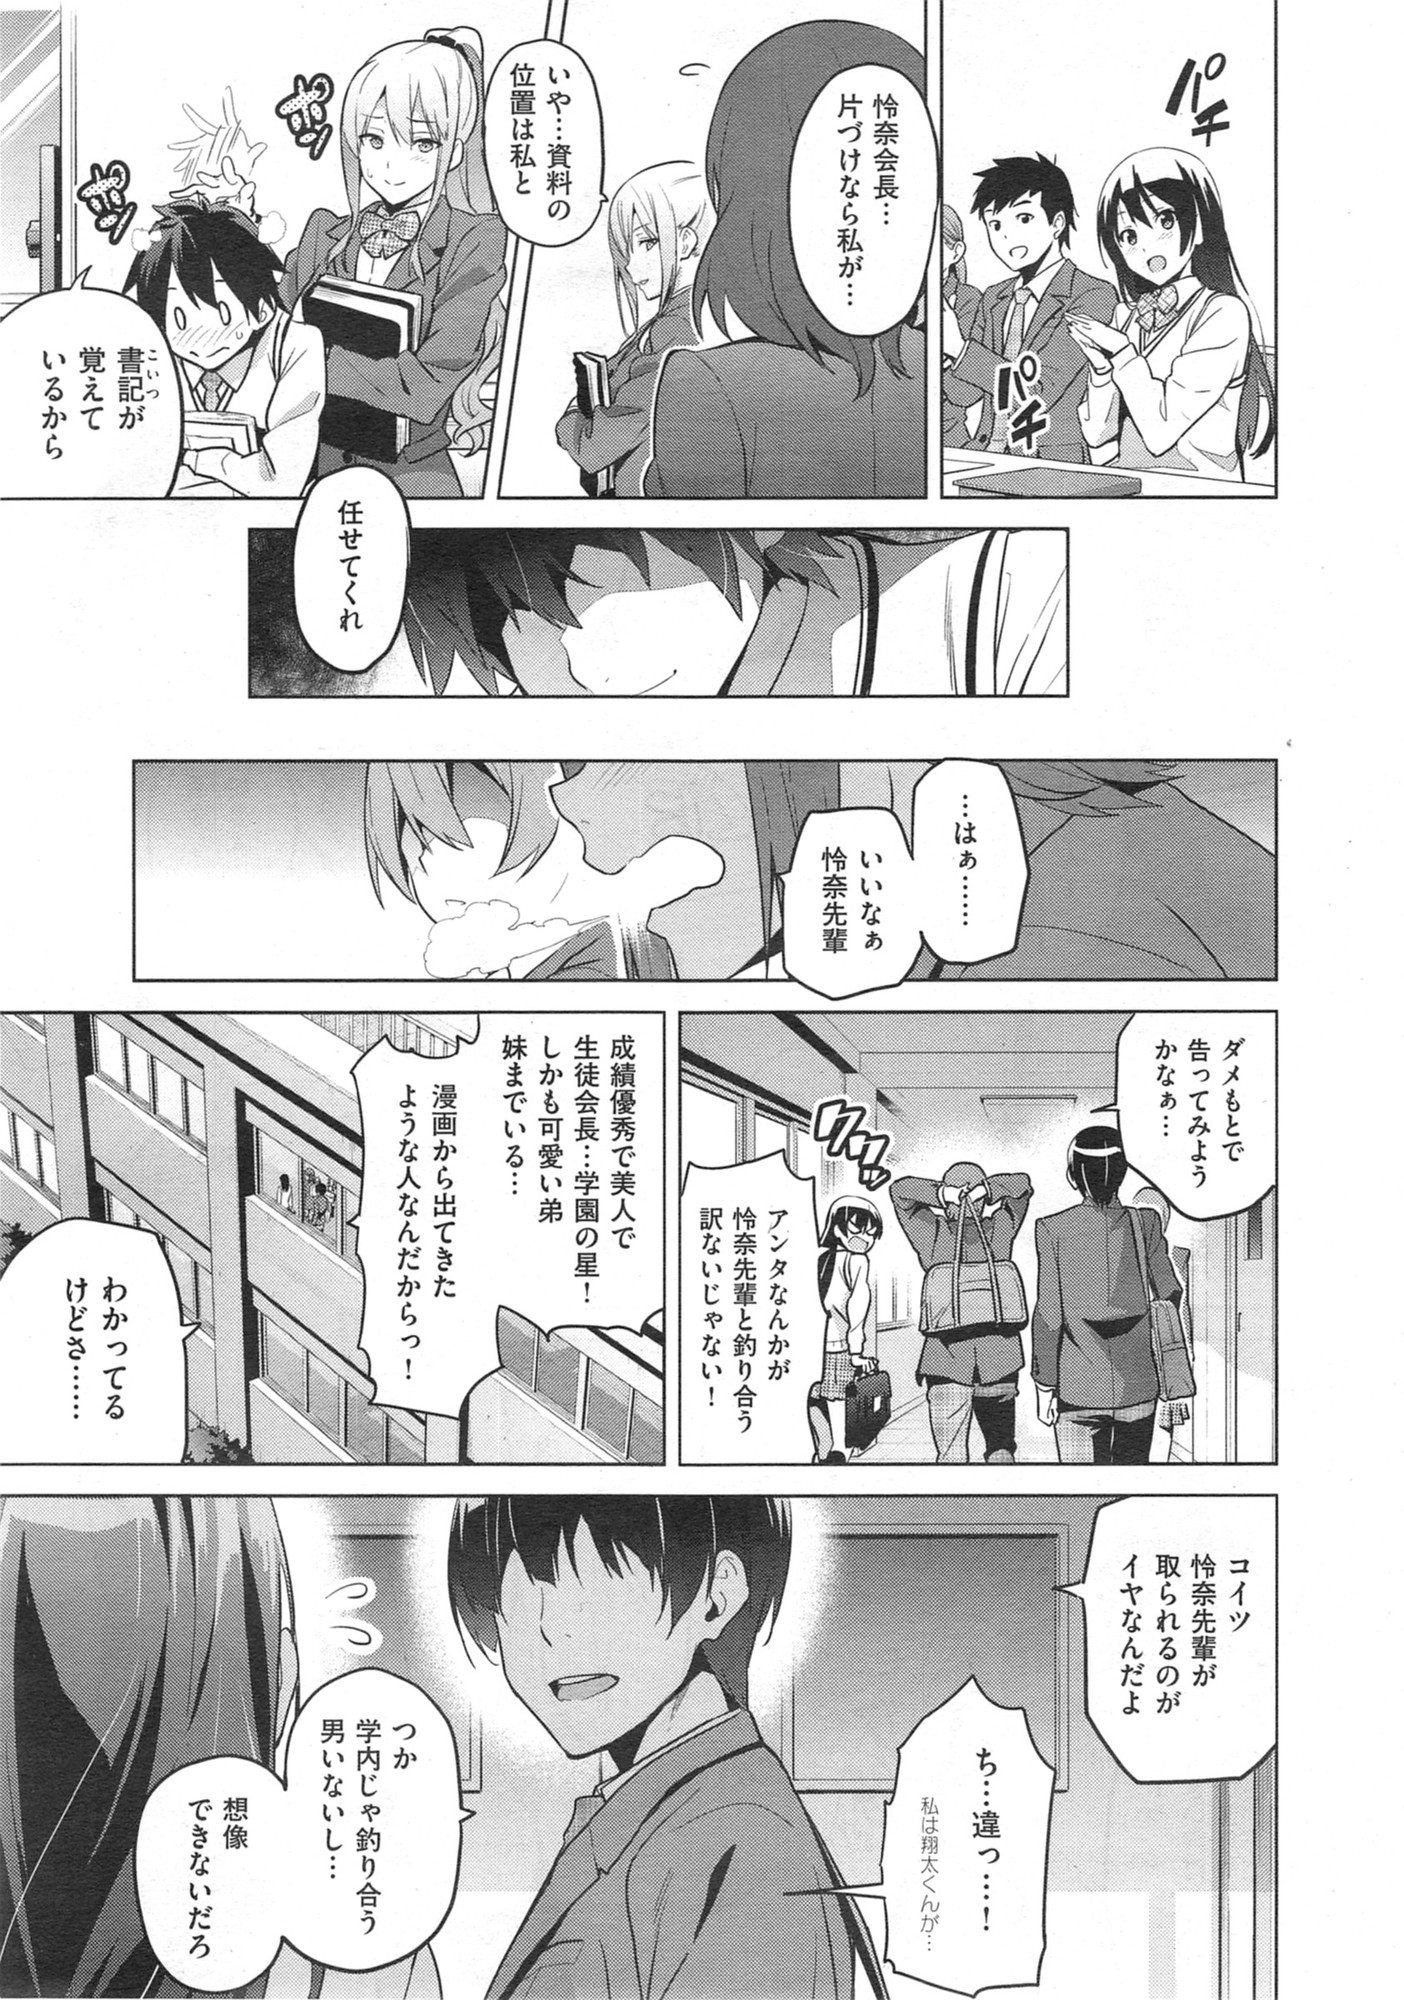 パチ
パチ
怜奈会長…
片づけなら私が…
いや…資料の
位置は私と
ポン
ポン
書記が
こいつ
覚えて
いるから
任せてくれ
…はぁ……
いいなぁ
怜奈先輩
ダメもとで
告ってみよう
かなぁ…
クワッ
アンタなんかが
怜奈先輩と釣り合う
訳ないじゃない！
成績優秀で美人で
生徒会長…学園の星！
しかも可愛い弟
妹までいる…
漫画から出てきた
ような人なんだからっ！
わかってる
けどさ……
コイツ
怜奈先輩が
取られるのが
イヤなんだよ
ち…違っ…！
私は翔太くんが…
つか
学内じゃ釣り合う
男いないし…
想像
できないだろ